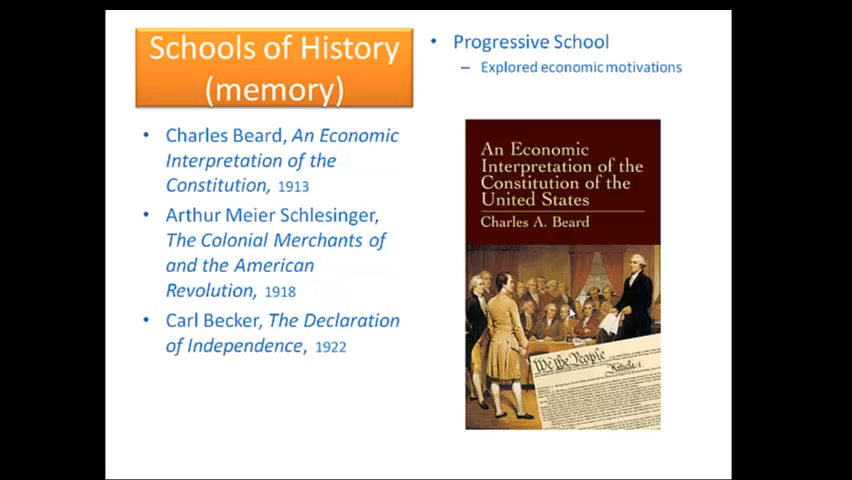 Schools of History
(memory)
• Charles Beard, An Economic
Interpretation of the
Constitution, 1913
• Arthur Meier Schlesinger,
The Colonial Merchants of
and the American
Revolution, 1918
• Carl Becker, The Declaration
of Independence, 1922
• Progressive School
– Explored economic motivations
An Economic
Interpretation of the
Constitution of the
United States
Charles A. Beard
We the People
Article I